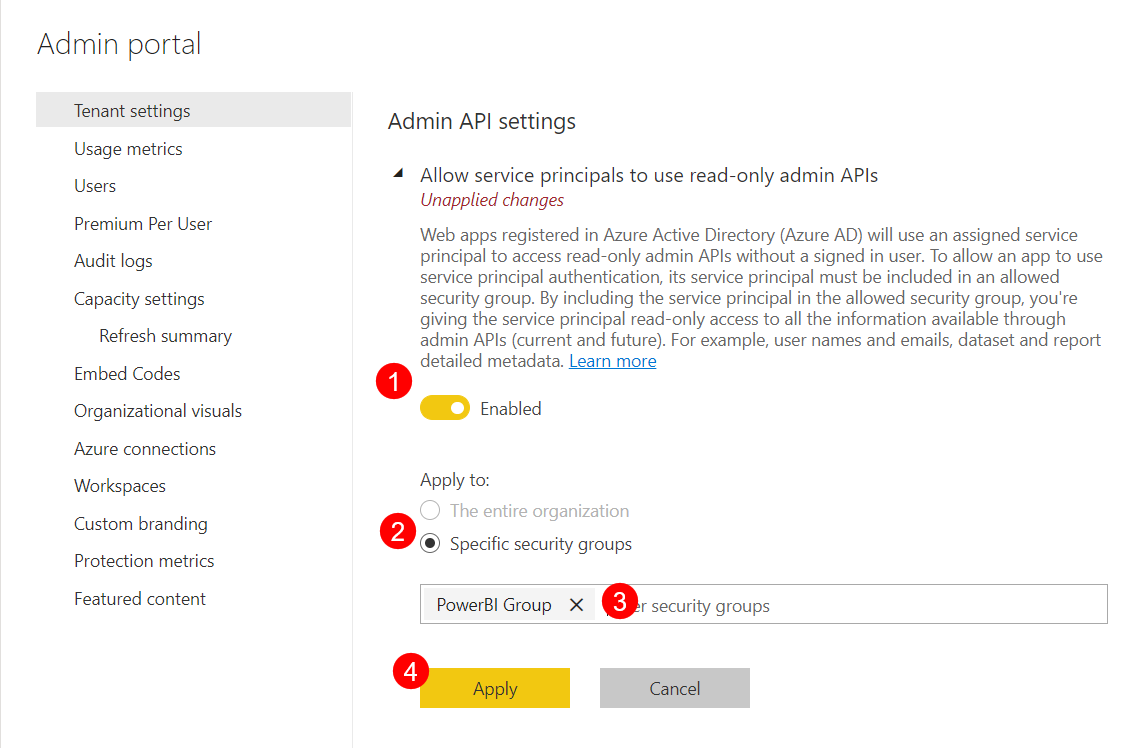 Admin portal
Tenant settings
Usage metrics
Users
Premium Per User
Audit logs
Capacity settings
Refresh summary
Embed Codes
Organizational visuals
Azure connections
Workspaces
Custom branding
Protection metrics
Featured content
Admin API settings
Allow service principals to use read-only admin APIs
Unapplied changes
Web apps registered in Azure Active Directory (Azure AD) will use an assigned service
principal to access read-only admin APIs without a signed in user. To allow an app to use
service principal authentication, its service principal must be included in an allowed
security group. By including the service principal in the allowed security group, you're
giving the service principal read-only access to all the information available through
admin APIs (current and future). For example, user names and emails, dataset and report
detailed metadata. Learn more
1
Enabled
Apply to:
The entire organization
2
Specific security groups
PowerBI Group
3
security groups
4
Apply
Cancel